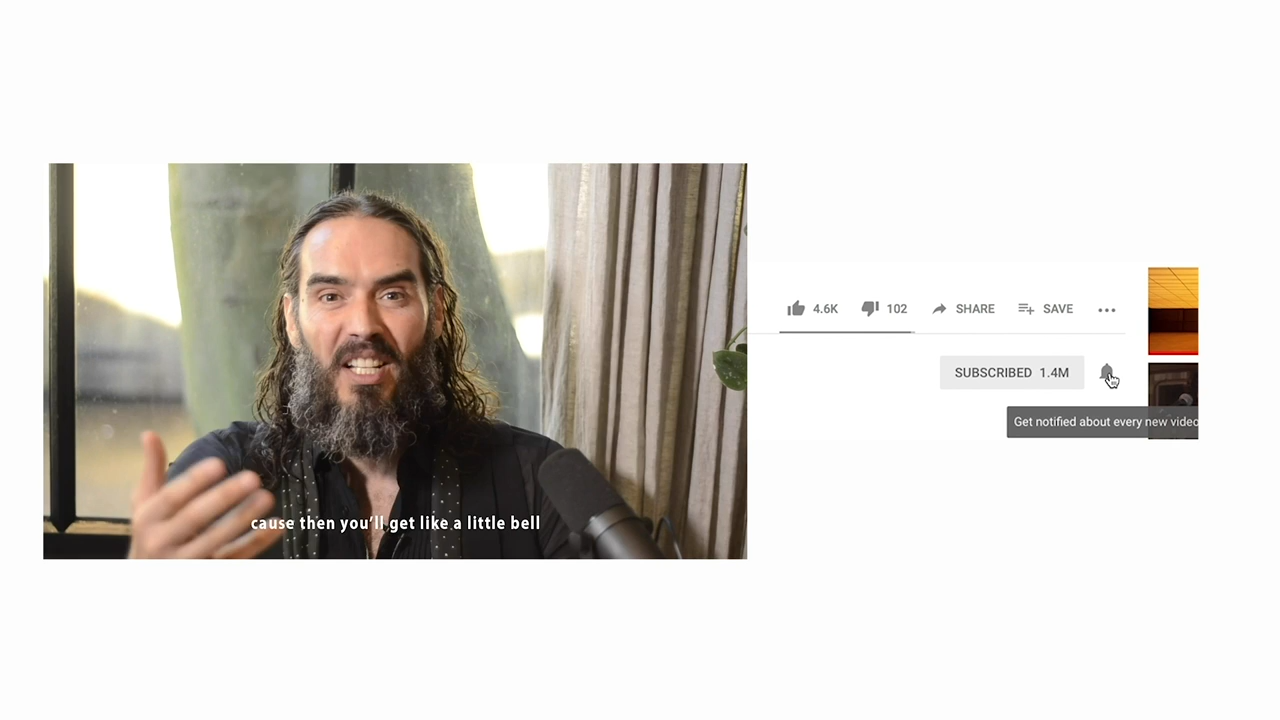 cause then you'll get like a little bell
4.6K 102 SHARE SAVE
SUBSCRIBED 1.4M
Get notified about every new video